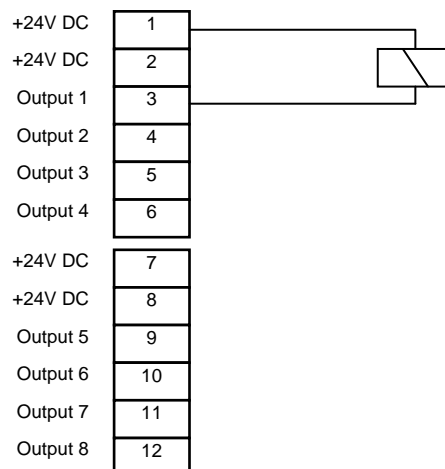 +24V DC 1
+24V DC 2
Output 1 3
Output 2 4
Output 3 5
Output 4 6
+24V DC 7
+24V DC 8
Output 5 9
Output 6 10
Output 7 11
Output 8 12